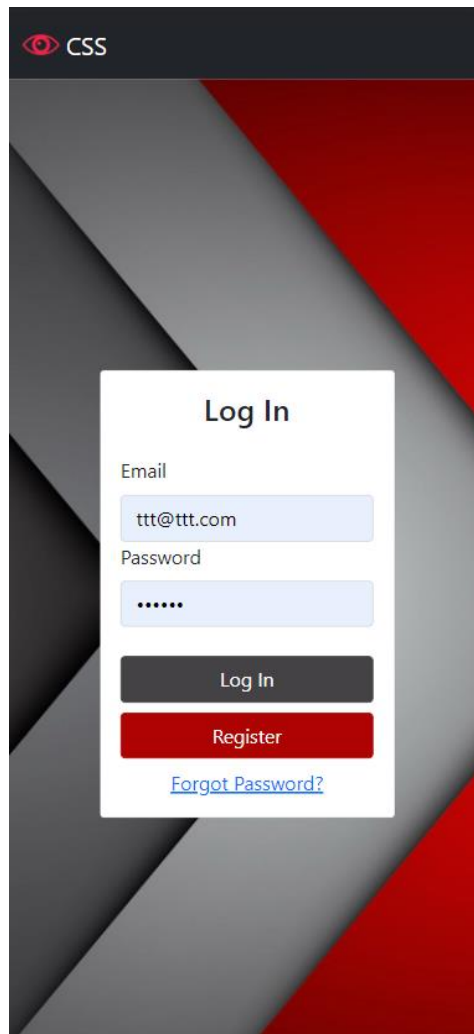 CSS
Log In
Email
ttt@ttt.com
Password
••••••
Log In
Register
Forgot Password?